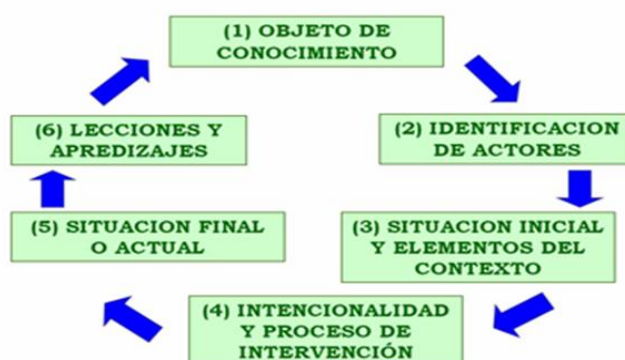 (1) OBJETO DE
CONOCIMIENTO
(2) IDENTIFICACION
DE ACTORES
(3) SITUACION INICIAL
Y ELEMENTOS DEL
CONTEXTO
(4) INTENCIONALIDAD
Y PROCESO DE
INTERVENCIÓN
(5) SITUACION FINAL
O ACTUAL
(6) LECCIONES Y
APREDIZAJES